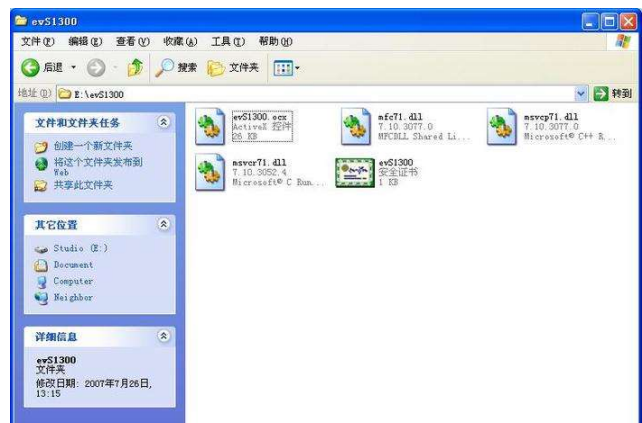 evS1300
文件(F) 编辑(E) 查看(V) 收藏(A) 工具(T) 帮助(H)
后退 搜索 文件夹
地址(D) E:\evS1300 转到
文件和文件夹任务
创建一个新文件夹
将这个文件夹发布到
Web
共享此文件夹
其它位置
Studio (E:)
Document
Computer
Neighbor
详细信息
evS1300
文件夹
修改日期: 2007年7月26日,
13:15
evS1300.ocx
ActiveX 控件
26 KB
mfc71.dll
7.10.3077.0
MFCDLL Shared Li...
msvcp71.dll
7.10.3077.0
Microsoft® C++ R...
msvcr71.dll
7.10.3052.4
Microsoft® C Run...
evS1300
安全证书
1 KB